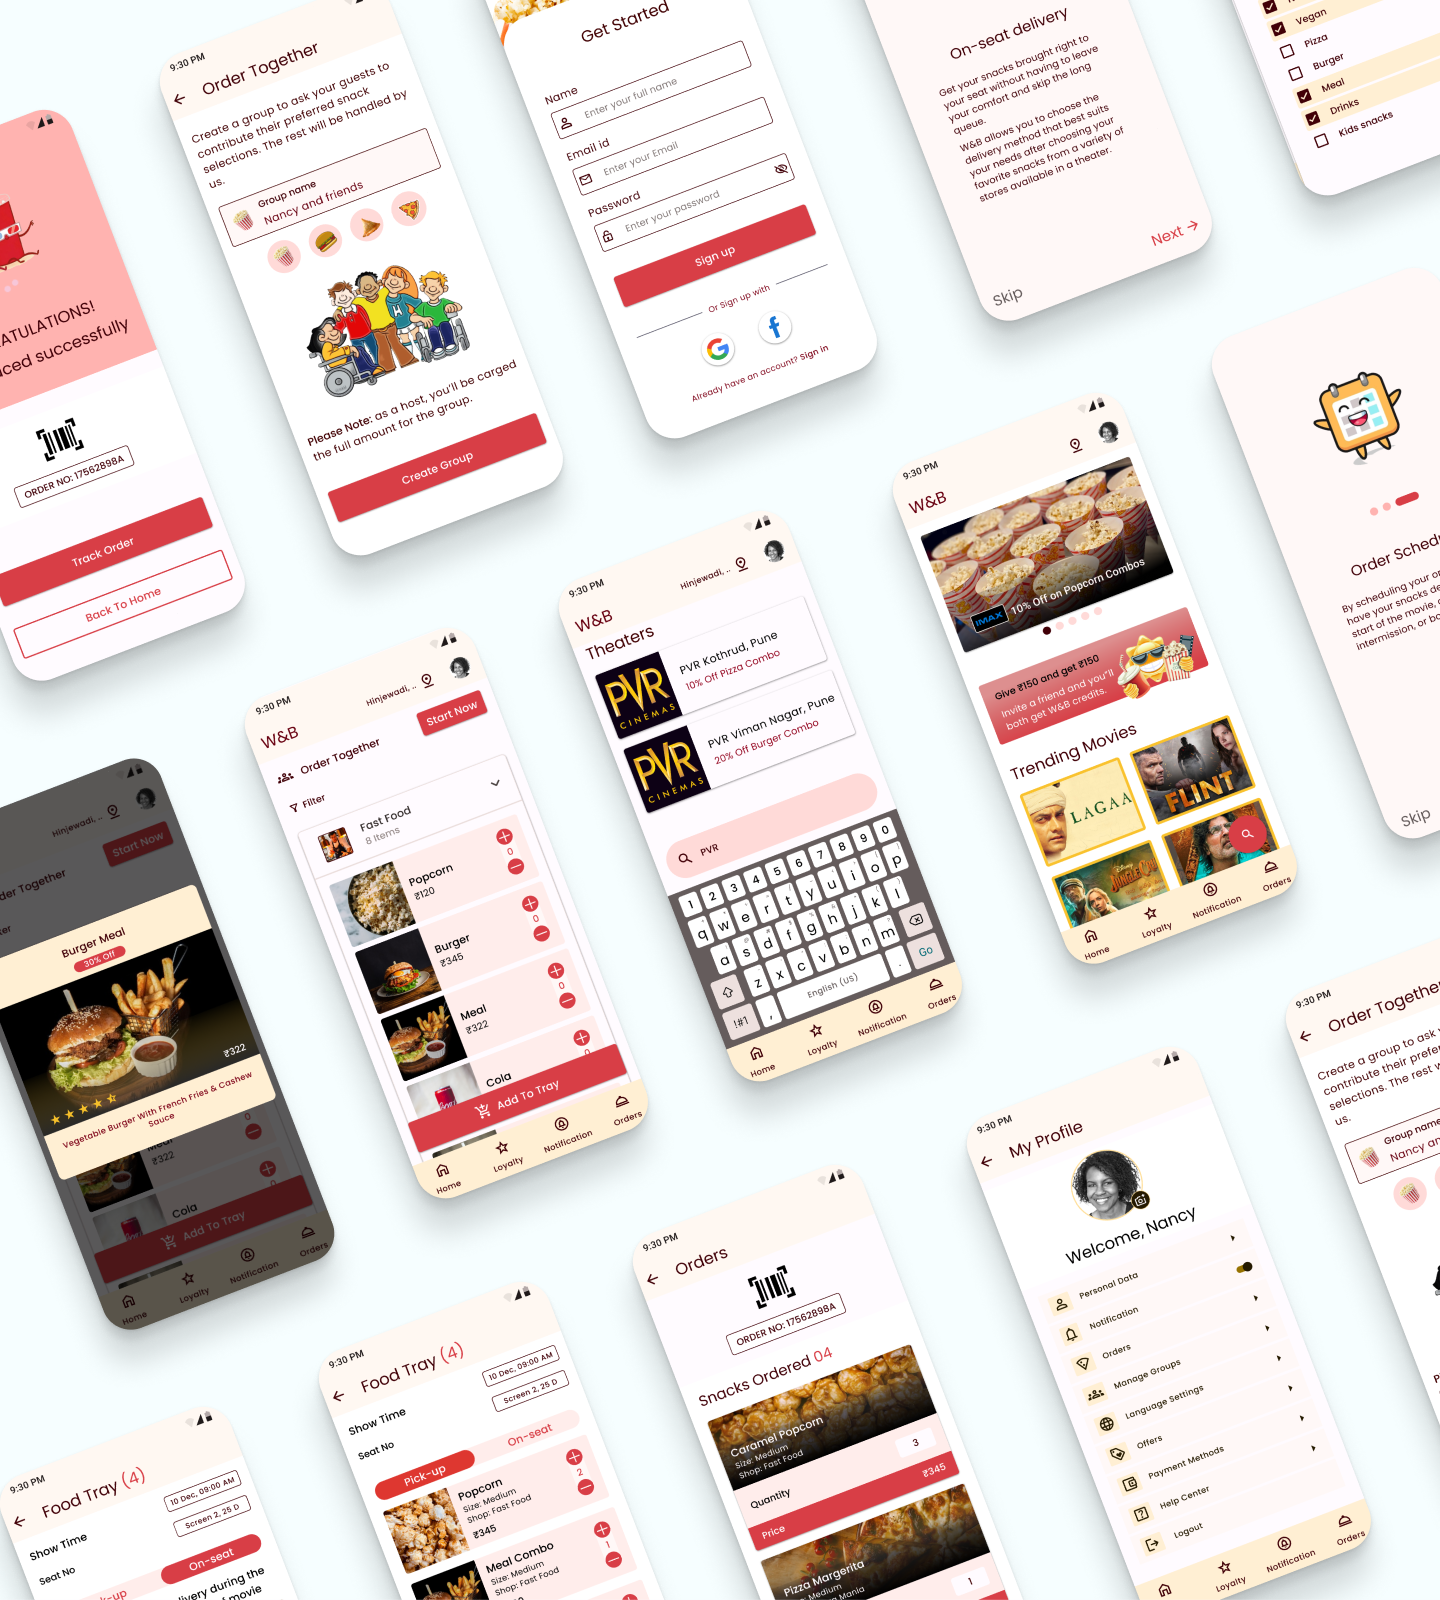 ATULATIONS!
ced successfully
ORDER NO: 17562898A
Track Order
Back To Home
9:30 PM
Order Together
Create a group to ask your guests to
contribute their preferred snack
selections. The rest will be handled by
us.
Group name
Nancy and friends
Please Note: as a host, you'll be carged
the full amount for the group.
Create Group
Get Started
Name
Enter your full name
Email id
Enter your Email
Password
Enter your password
Sign up
Or Sign up with
Already have an account? Sign in
On-seat delivery
Get your snacks brought right to
your seat without having to leave
your comfort and skip the long
queue.
W&B allows you to choose the
delivery method that best suits
your needs after choosing your
favorite snacks from a variety of
stores available in a theater.
Next →
Skip
Vegan
Pizza
Burger
Meal
Drinks
Kids snacks
Hinjewadi, ..
Start Now
der Together
Burger Meal
30% Off
₹322
Vegetable Burger With French Fries & Cashew
Sauce
0
Meal
₹322
0
Cola
Add To Tray
Home
Loyalty
Notification
Orders
9:30 PM
Hinjewadi, ..
W&B
Order Together
Start Now
Filter
Fast Food
8 Items
Popcorn
₹120
0
Burger
₹345
0
Meal
₹322
0
Cola
0
Add To Tray
Home
Loyalty
Notification
Orders
9:30 PM
Hinjewadi, ..
W&B
Theaters
PVR
CINEMAS
PVR Kothrud, Pune
10% Off Pizza Combo
PVR
CINEMAS
PVR Viman Nagar, Pune
20% Off Burger Combo
PVR
1 2 3 4 5 6 7 8 9 0
q w e r t y u i o p
a s d f g h j k l
z x c v b n m
!#1 , English (US) . Go
Home
Loyalty
Notification
Orders
9:30 PM
W&B
IMAX
10% Off on Popcorn Combos
Give ₹150 and get ₹150
Invite a friend and you'll
both get W&B credits.
Trending Movies
LAGAA
FLINT
Disney
JUNGLE CRU
Home
Loyalty
Notification
Orders
Order Sched
By scheduling your or
have your snacks de
start of the movie,
intermission, or bo
Skip
9:30 PM
Food Tray (4)
Show Time
10 Dec, 09:00 AM
Seat No
Screen 2, 25 D
k-up
On-seat
livery during the
f movie
9:30 PM
Food Tray (4)
Show Time
10 Dec, 09:00 AM
Seat No
Screen 2, 25 D
Pick-up
On-seat
Popcorn
Size: Medium
Shop: Fast Food
₹345
2
Meal Combo
Size: Medium
Shop: Fast Food
1
9:30 PM
Orders
ORDER NO: 17562898A
Snacks Ordered 04
Caramel Popcorn
Size: Medium
Shop: Fast Food
Quantity
3
Price
₹345
Pizza Margerita
Medium
Mania
1
9:30 PM
My Profile
Welcome, Nancy
Personal Data
Notification
Orders
Manage Groups
Language Settings
Offers
Payment Methods
Help Center
Logout
Loyalty
Notification
Orders
9:30 PM
Order Together
Create a group to ask
contribute their prefer
selections. The rest w
us.
Group name
Nancy an